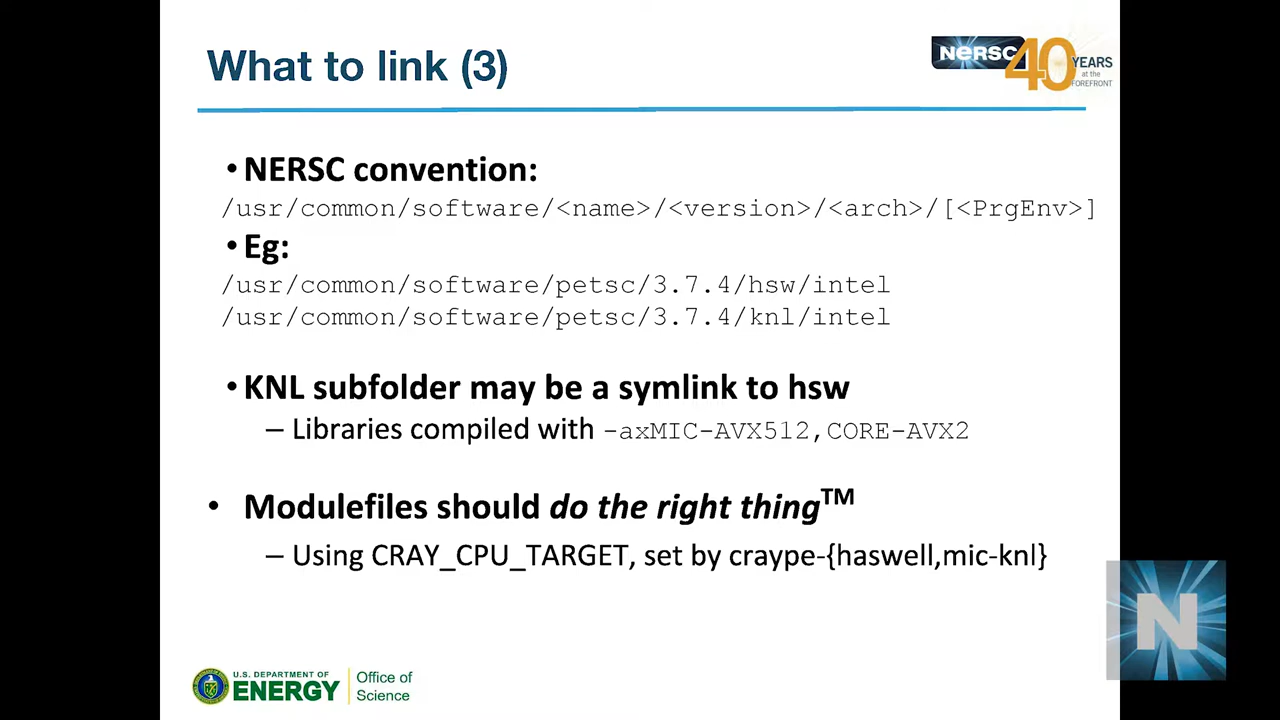 What to link (3)
NERSC 40 YEARS
at the
FOREFRONT
• NERSC convention:
/usr/common/software/<name>/<version>/<arch>/[<PrgEnv>]
• Eg:
/usr/common/software/petsc/3.7.4/hsw/intel
/usr/common/software/petsc/3.7.4/knl/intel
• KNL subfolder may be a symlink to hsw
– Libraries compiled with -axMIC-AVX512,CORE-AVX2
• Modulefiles should do the right thingTM
– Using CRAY_CPU_TARGET, set by craype-{haswell,mic-knl}
N
U.S. DEPARTMENT OF
ENERGY
Office of
Science